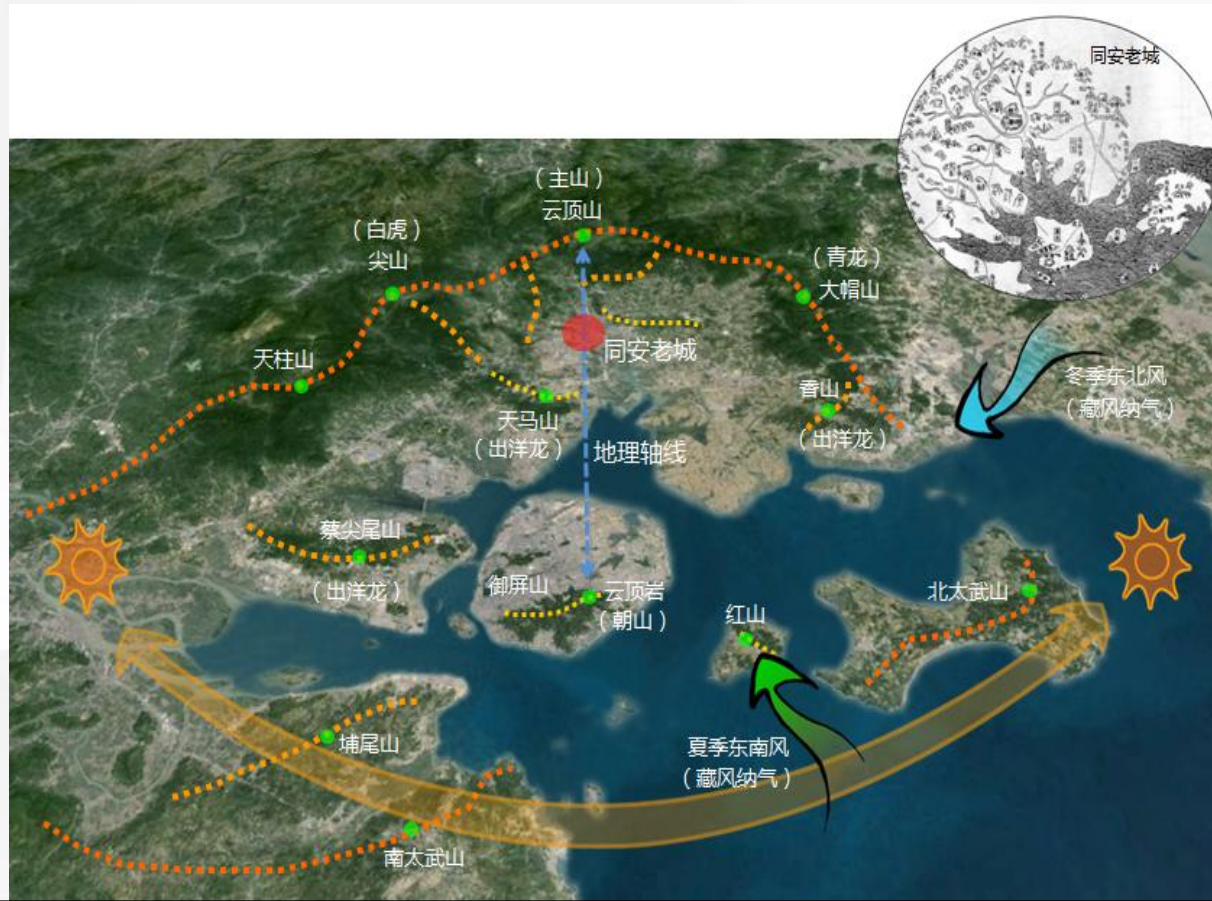 同安老城
（主山）
云顶山
（白虎）
尖山
（青龙）
大帽山
天柱山
同安老城
冬季东北风
（藏风纳气）
香山
（出洋龙）
天马山
（出洋龙）
地理轴线
蔡尖尾山
（出洋龙）
御屏山
云顶岩
（朝山）
红山
北太武山
埔尾山
夏季东南风
（藏风纳气）
南太武山